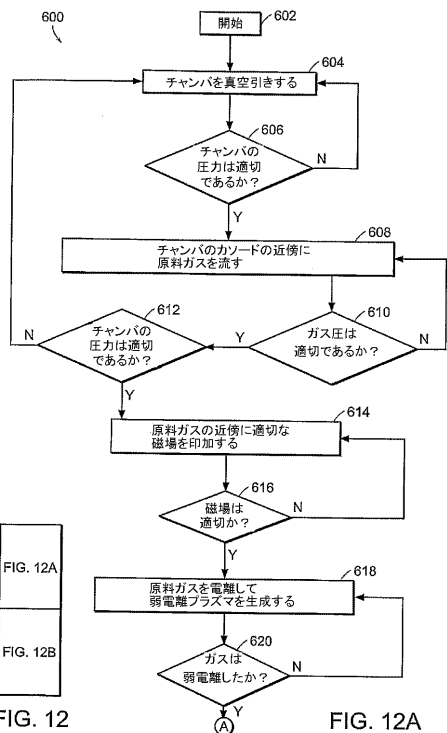 600
開始
602
604
チャンバを真空引きする
606
チャンバの
圧力は適切
であるか？
N
Y
608
チャンバのカソードの近傍に
原料ガスを流す
612
チャンバの
圧力は適切
であるか？
N
Y
610
ガス圧は
適切であるか？
Y
N
614
原料ガスの近傍に適切な
磁場を印加する
616
磁場は
適切か？
N
Y
618
原料ガスを電離して
弱電離プラズマを生成する
620
ガスは
弱電離したか？
N
Y
A
FIG. 12A
FIG. 12B
FIG. 12
FIG. 12A